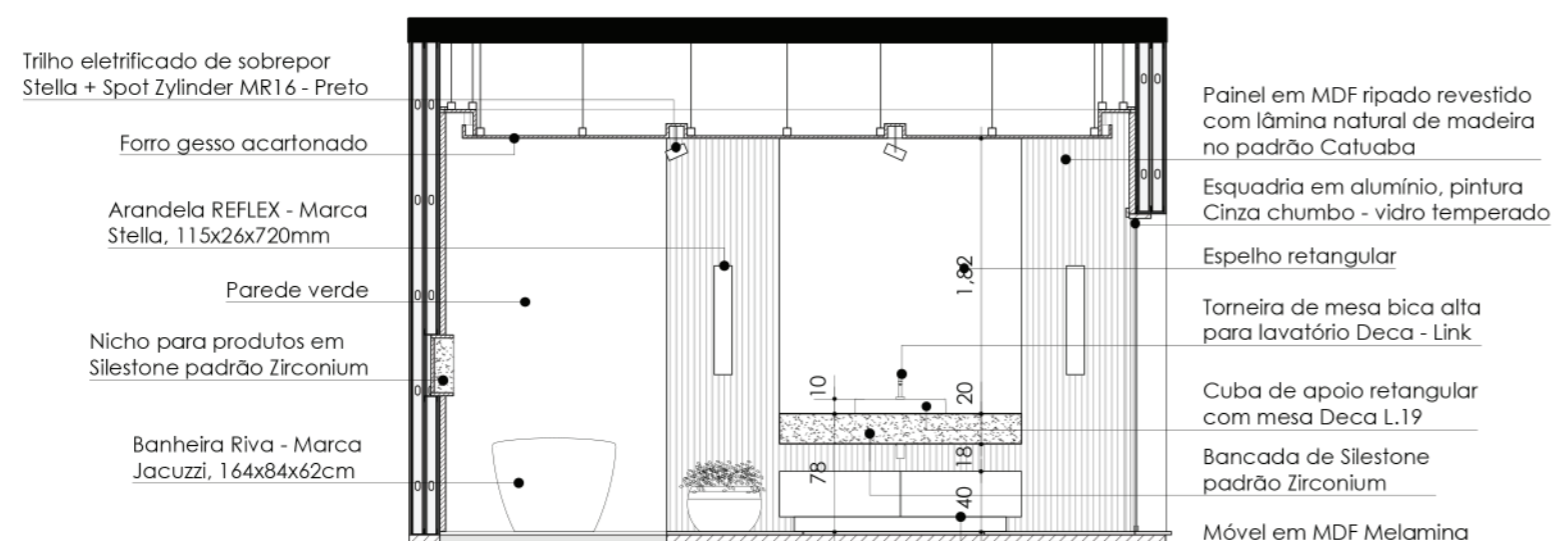 Trilho eletrificado de sobrepor
Stella + Spot Zylinder MR16 - Preto
Forro gesso acartonado
Arandela REFLEX - Marca
Stella, 115x26x720mm
Parede verde
Nicho para produtos em
Silestone padrão Zirconium
Banheira Riva - Marca
Jacuzzi, 164x84x62cm
1,82
10
20
78
18
40
Painel em MDF ripado revestido
com lâmina natural de madeira
no padrão Catuaba
Esquadria em alumínio, pintura
Cinza chumbo - vidro temperado
Espelho retangular
Torneira de mesa bica alta
para lavatório Deca - Link
Cuba de apoio retangular
com mesa Deca L.19
Bancada de Silestone
padrão Zirconium
Móvel em MDF Melamina